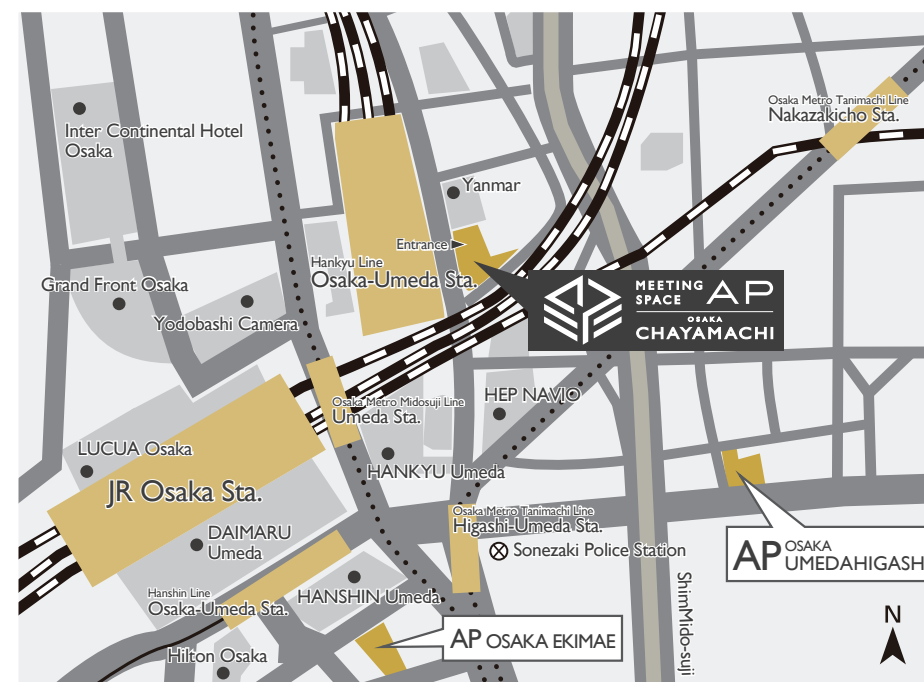 Osaka Metro Tanimachi Line
Nakazakicho Sta.
Inter Continental Hotel
Osaka
Yanmar
Entrance
Hankyu Line
Osaka-Umeda Sta.
Grand Front Osaka
Yodobashi Camera
MEETING
SPACE
AP
OSAKA
CHAYAMACHI
Osaka Metro Midosuji Line
Umeda Sta.
HEP NAVIO
LUCUA Osaka
HANKYU Umeda
JR Osaka Sta.
Osaka Metro Tanimachi Line
Higashi-Umeda Sta.
DAIMARU
Umeda
Sonezaki Police Station
AP OSAKA
UMEDAHIGASH
Hanshin Line
Osaka-Umeda Sta.
HANSHIN Umeda
ShimMido-suji
N
AP OSAKA EKIMAE
Hilton Osaka